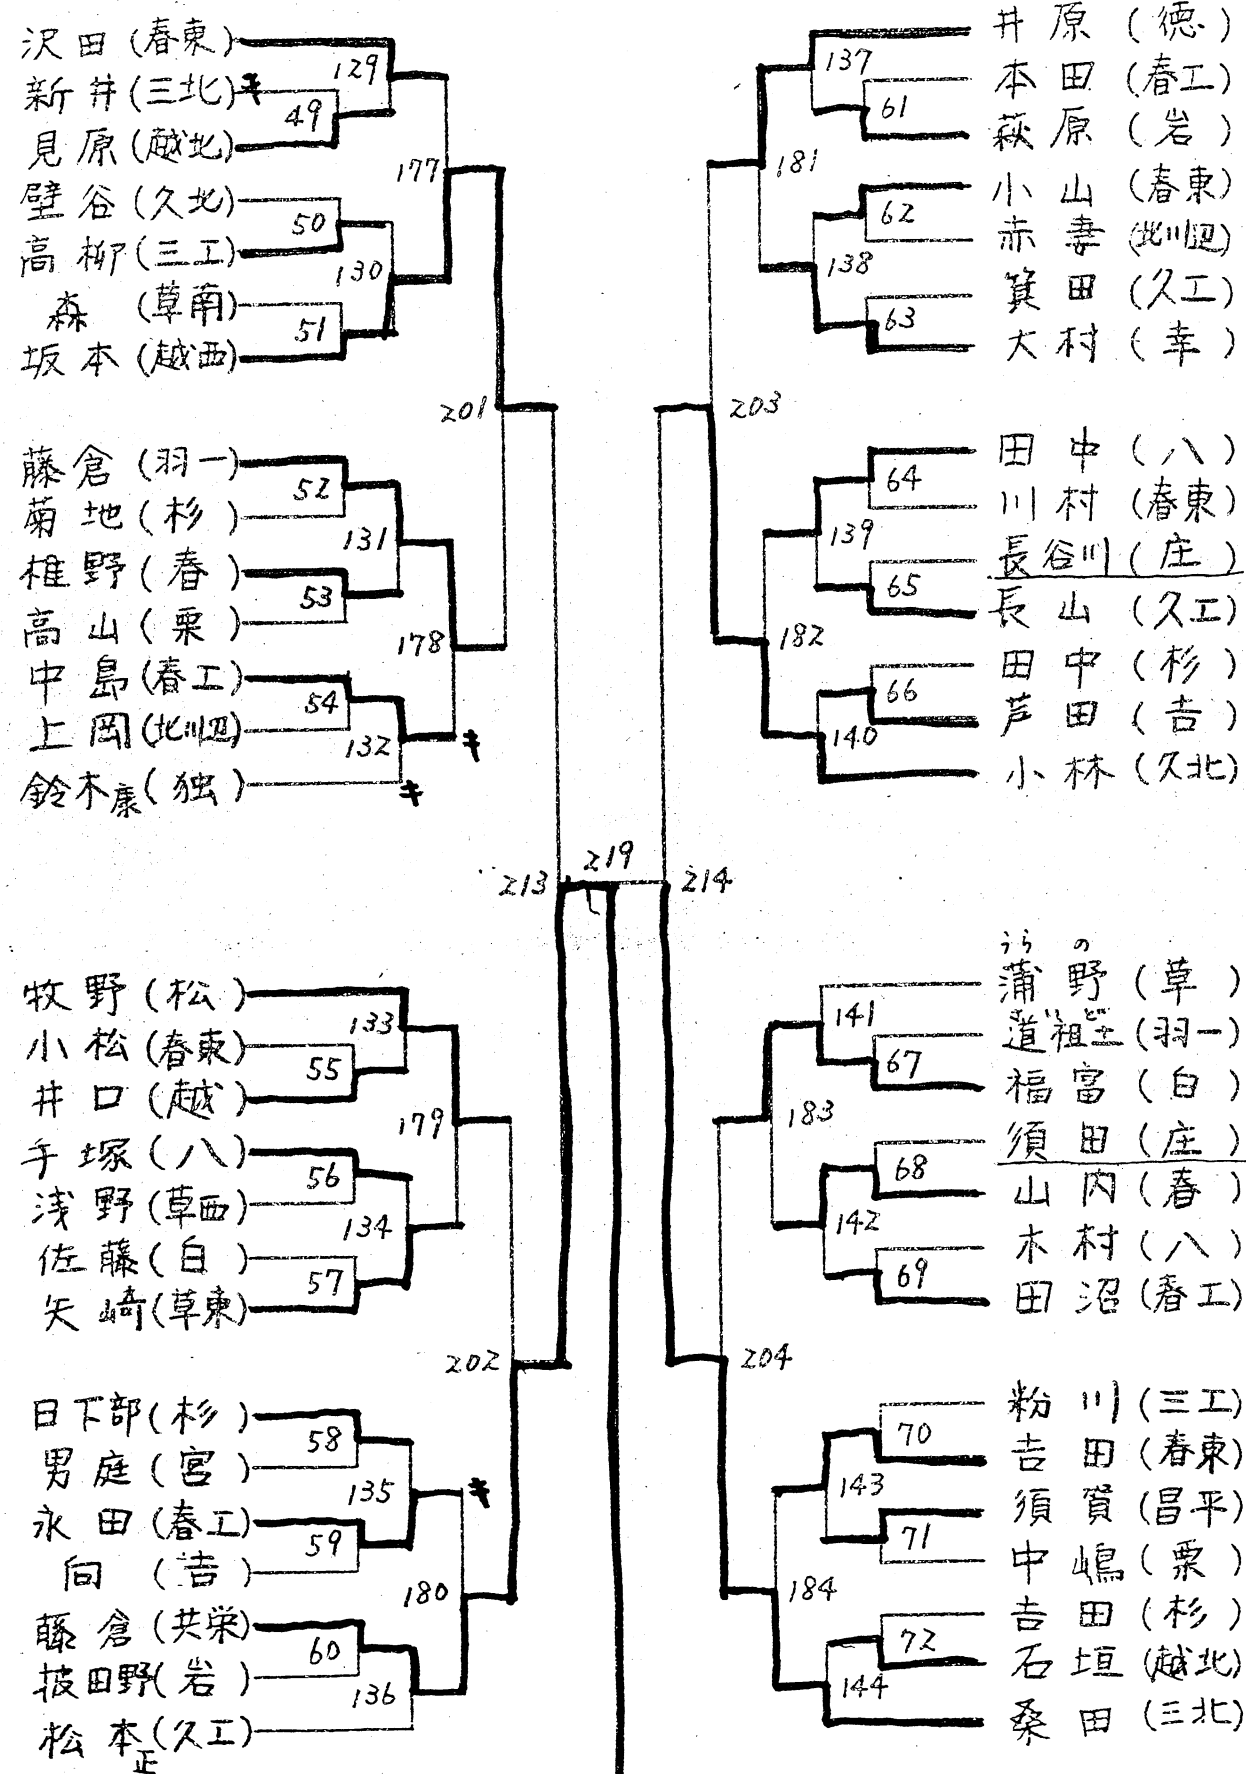 沢田(春東)
新井(三北)キ
見原(越北)
壁谷(久北)
高柳(三工)
森(草南)
坂本(越西)
129
49
177
50
130
51
201
藤倉(羽一)
菊地(杉)
椎野(春)
高山(栗)
中島(春工)
上岡(北川辺)
鈴木康(独)
52
131
53
178
54
132
キ
キ
213
219
214
牧野(松)
小松(春東)
井口(越)
手塚(八)
浅野(草西)
佐藤(白)
矢崎(草東)
133
55
179
56
134
57
202
日下部(杉)
男庭(宮)
永田(春工)
向(吉)
藤倉(共栄)
披田野(岩)
松本正(久工)
58
135
キ
59
180
60
136
井原(徳)
本田(春工)
萩原(岩)
小山(春東)
赤妻(北川辺)
箕田(久工)
大村(幸)
137
61
181
62
138
63
203
田中(八)
川村(春東)
長谷川(庄)
長山(久工)
田中(杉)
芦田(吉)
小林(久北)
64
139
65
182
66
140
うらの
蒲野(草)
さいど
道祖土(羽一)
福富(白)
須田(庄)
山内(春)
木村(八)
田沼(春工)
141
67
183
68
142
69
204
粉川(三工)
吉田(春東)
須賀(昌平)
中嶋(栗)
吉田(杉)
石垣(越北)
桑田(三北)
70
143
71
184
72
144